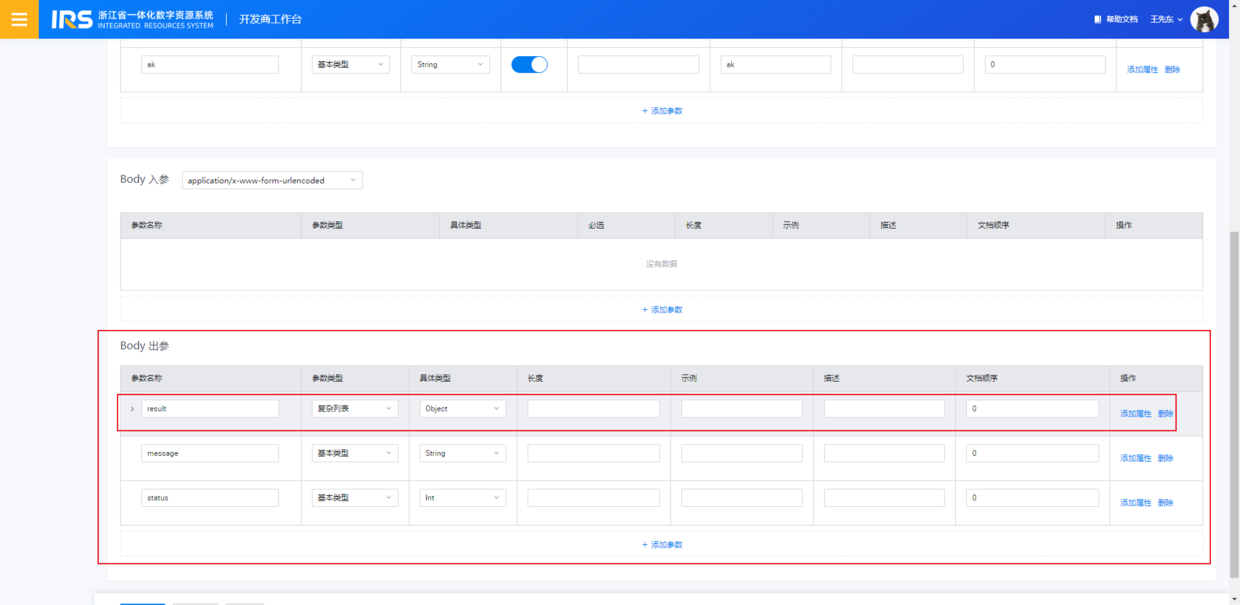 IRS 浙江省一体化数字资源系统 INTEGRATED RESOURCES SYSTEM 开发商工作台 帮助文档 王先东
ak 基本类型 String ak 0 添加属性 删除
+ 添加参数
Body 入参 application/x-www-form-urlencoded
参数名称 参数类型 具体类型 必选 长度 示例 描述 文档顺序 操作
没有数据
+ 添加参数
Body 出参
参数名称 参数类型 具体类型 长度 示例 描述 文档顺序 操作
result 复杂列表 Object 0 添加属性 删除
message 基本类型 String 0 添加属性 删除
status 基本类型 Int 0 添加属性 删除
+ 添加参数